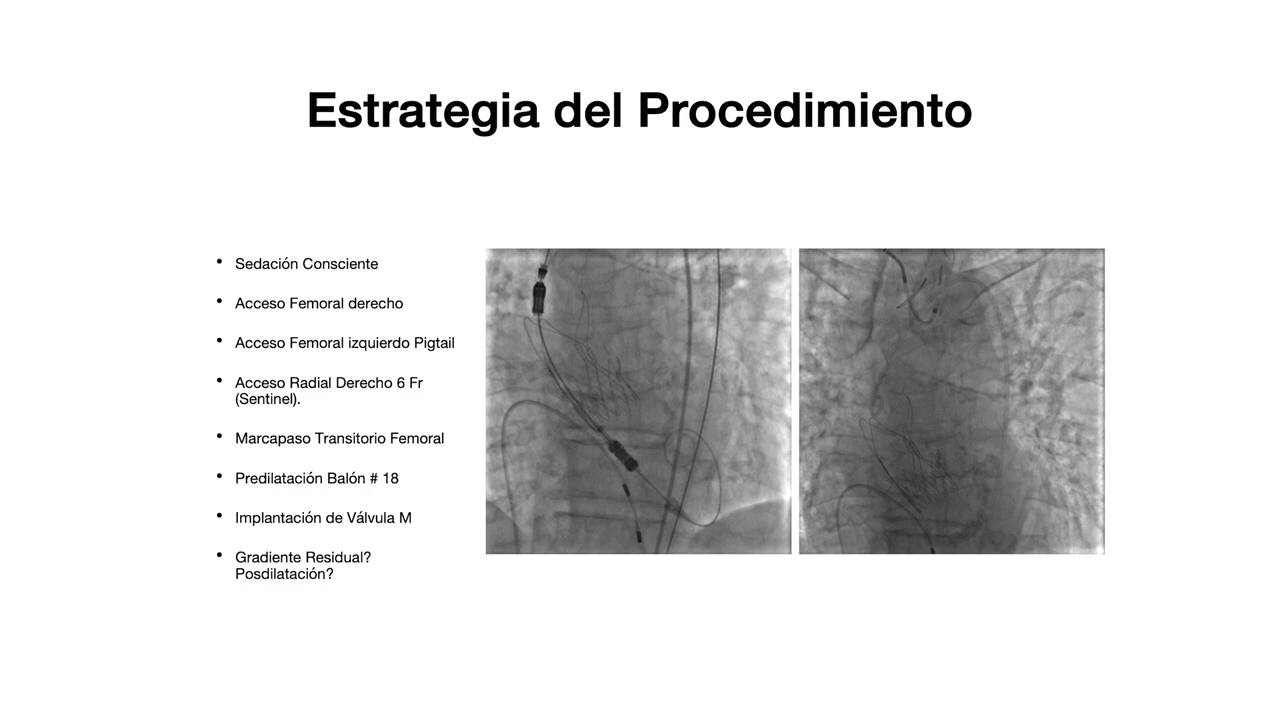 Estrategia del Procedimiento
• Sedación Consciente
• Acceso Femoral derecho
• Acceso Femoral izquierdo Pigtail
• Acceso Radial Derecho 6 Fr
(Sentinel).
• Marcapaso Transitorio Femoral
• Predilatación Balón # 18
• Implantación de Válvula M
• Gradiente Residual?
Posdilatación?